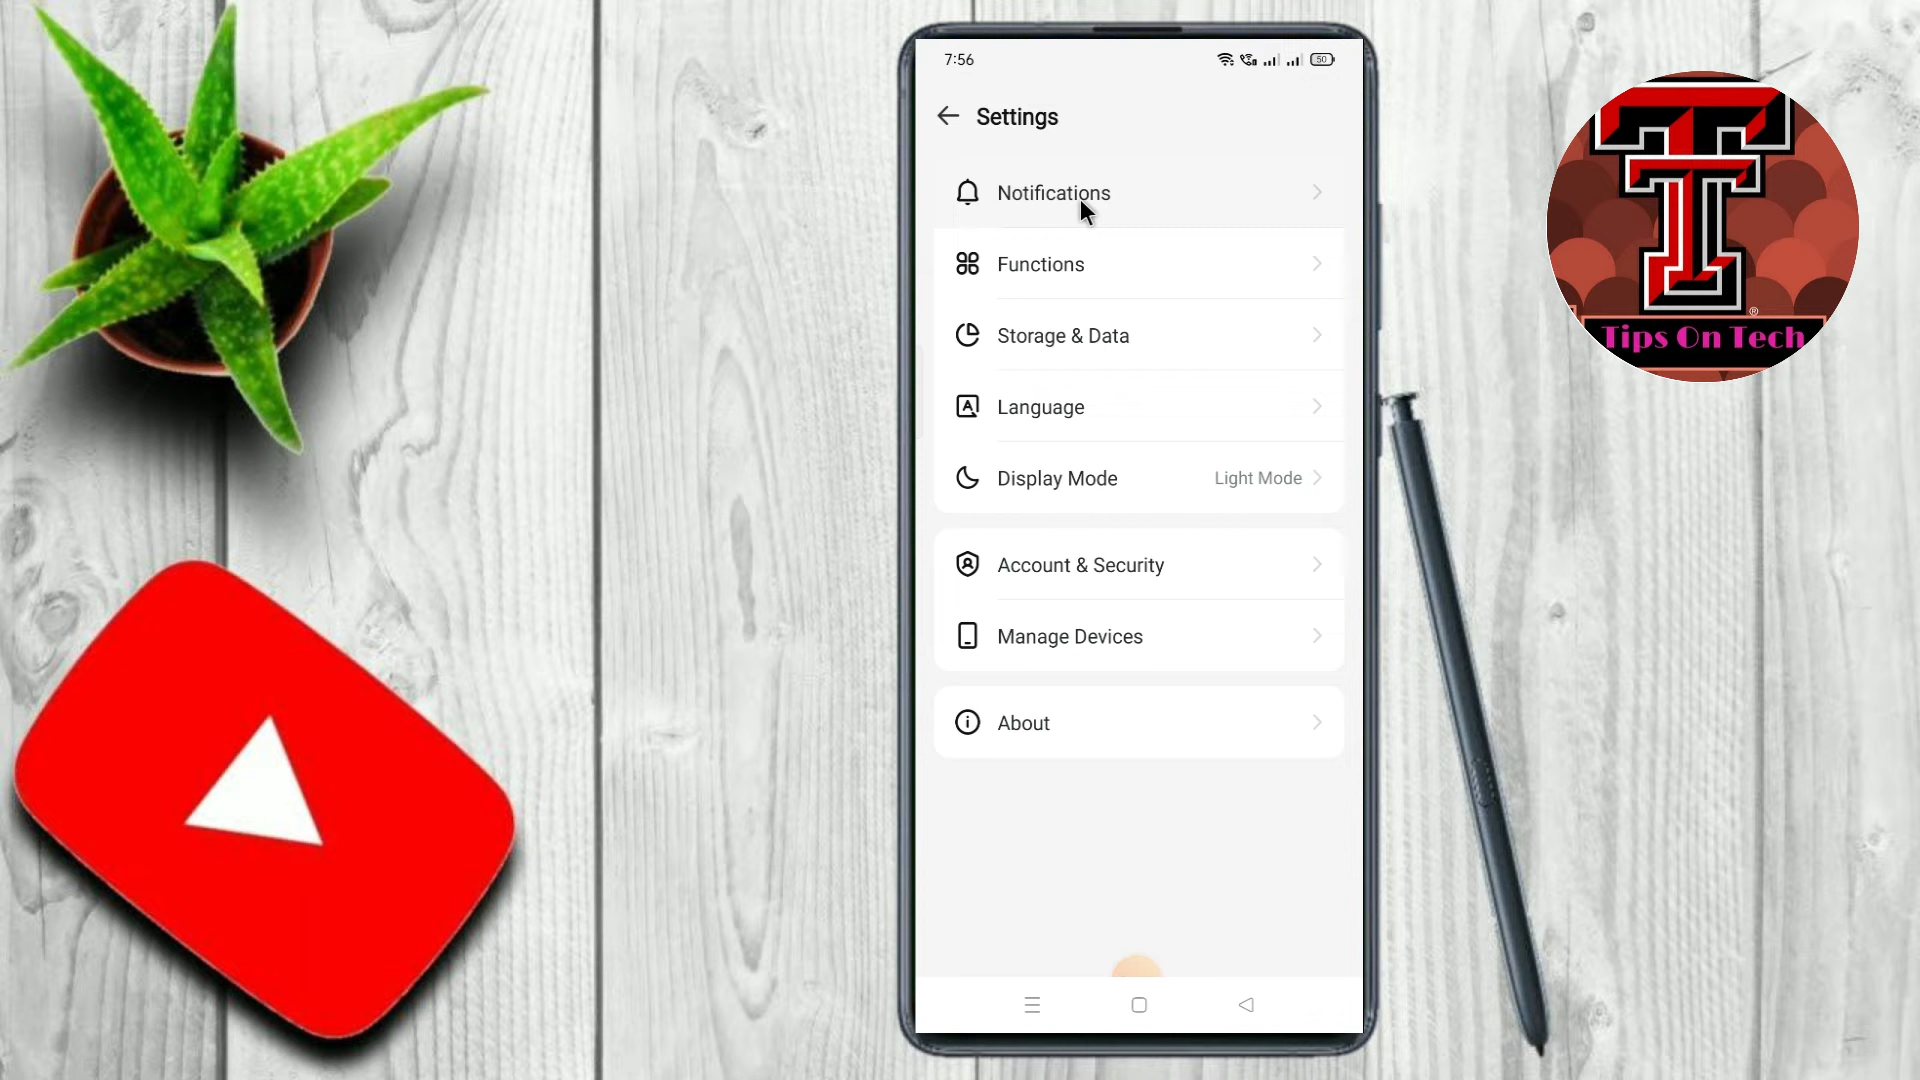 7:56
50
Settings
Notifications
Functions
Storage & Data
Language
Display Mode
Light Mode
Account & Security
Manage Devices
About
T
®
Tips On Tech